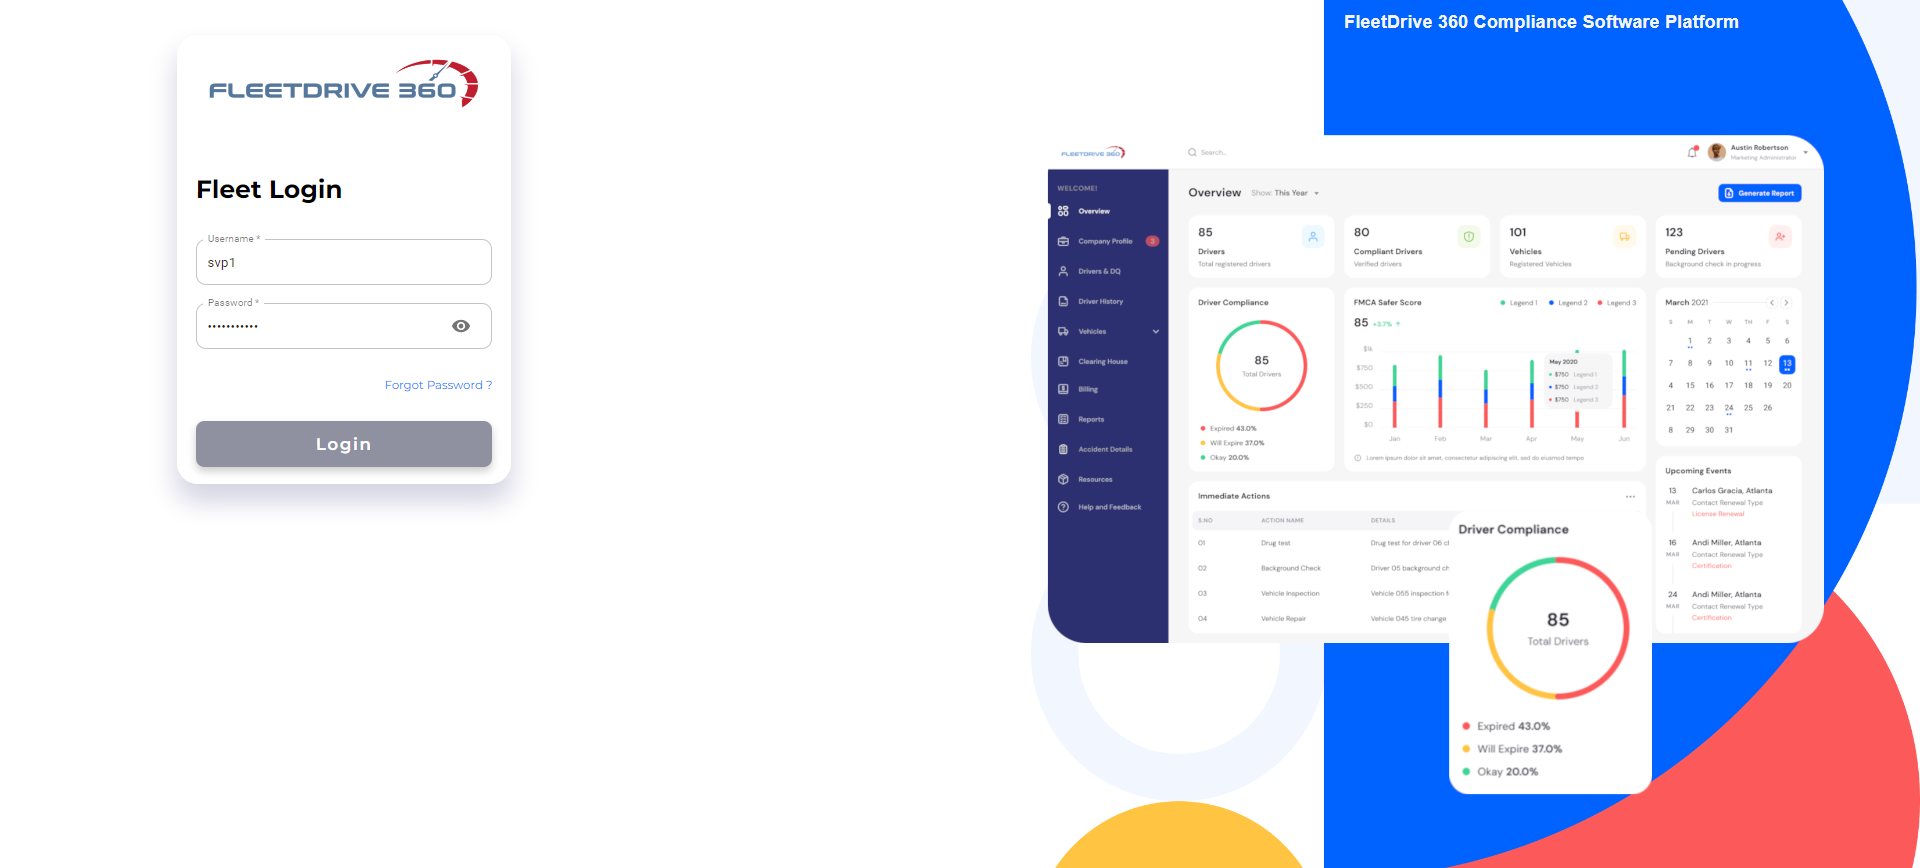 FLEETDRIVE 360
Fleet Login
Username *
svp1
Password *
•••••••••••
Forgot Password ?
Login
FleetDrive 360 Compliance Software Platform
FLEETDRIVE 360
Search..
Austin Robertson
Marketing Administrator
WELCOME!
Overview
Company Profile 3
Drivers & DQ
Driver History
Vehicles
Clearing House
Billing
Reports
Accident Details
Resources
Help and Feedback
Overview Show: This Year
Generate Report
85
Drivers
Total registered drivers
80
Compliant Drivers
Verified drivers
101
Vehicles
Registered Vehicles
123
Pending Drivers
Background check in progress
Driver Compliance
85
Total Drivers
Expired 43.0%
Will Expire 37.0%
Okay 20.0%
FMCA Safer Score
Legend 1 Legend 2 Legend 3
85 +3.7% ↑
$1k
$750
$500
$250
$0
Jan Feb Mar Apr May Jun
May 2020
$750 Legend 1
$750 Legend 2
$750 Legend 3
Lorem ipsum dolor sit amet, consectetur adipiscing elit, sed do eiusmod tempo
March 2021
S M T W TH F S
1 2 3 4 5 6
7 8 9 10 11 12 13
4 15 16 17 18 19 20
21 22 23 24 25 26
8 29 30 31
Immediate Actions
S.NO ACTION NAME DETAILS
01 Drug test Drug test for driver 06 cl
02 Background Check Driver 05 background ch
03 Vehicle Inspection Vehicle 055 inspection
04 Vehicle Repair Vehicle 045 tire change
Upcoming Events
13 Carlos Gracia, Atlanta
MAR Contact Renewal Type
License Renewal
16 Andi Miller, Atlanta
MAR Contact Renewal Type
Certification
24 Andi Miller, Atlanta
MAR Contact Renewal Type
Certification
Driver Compliance
85
Total Drivers
Expired 43.0%
Will Expire 37.0%
Okay 20.0%